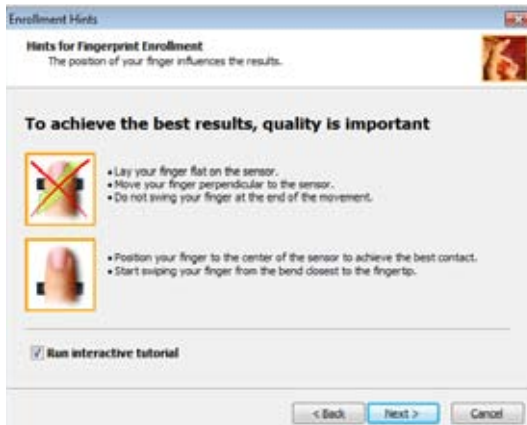 Enrollment Hints
Hints for Fingerprint Enrollment
The position of your finger influences the results.
To achieve the best results, quality is important
• Lay your finger flat on the sensor.
• Move your finger perpendicular to the sensor.
• Do not swing your finger at the end of the movement.
• Position your finger to the center of the sensor to achieve the best contact.
• Start swiping your finger from the bend closest to the fingertip.
Run interactive tutorial
< Back Next > Cancel